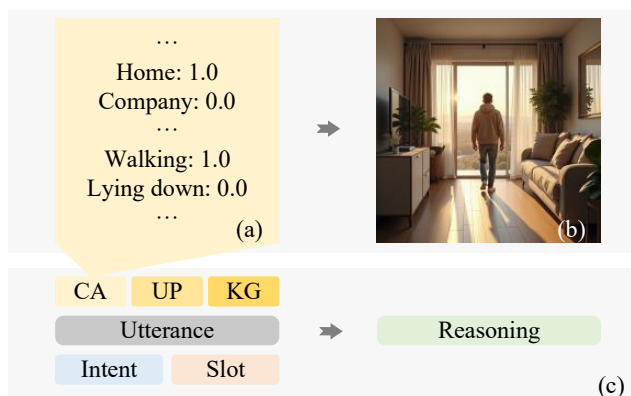 ...
Home: 1.0
Company: 0.0
...
Walking: 1.0
Lying down: 0.0
...
(a)
(b)
CA UP KG
Utterance
Reasoning
Intent Slot
(c)